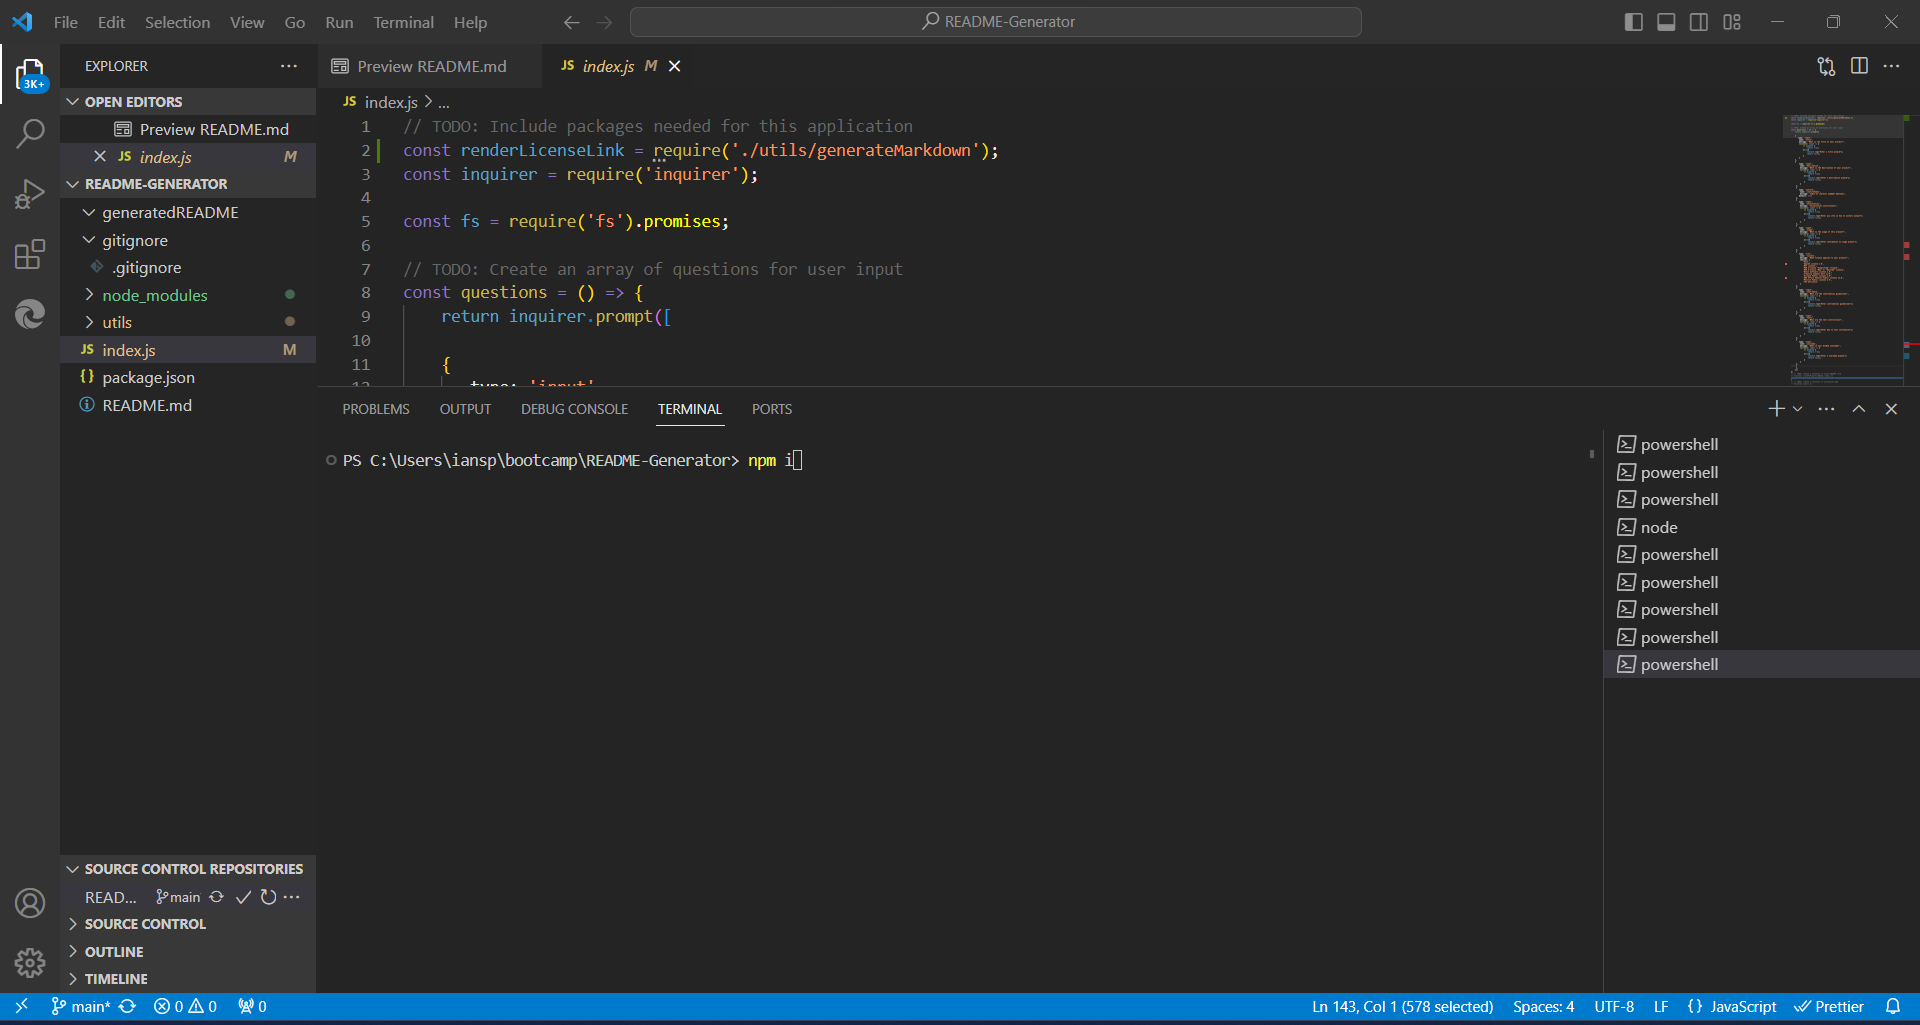 File Edit Selection View Go Run Terminal Help
README-Generator
EXPLORER
OPEN EDITORS
Preview README.md
JS index.js M
README-GENERATOR
generatedREADME
gitignore
.gitignore
node_modules
utils
JS index.js M
{} package.json
README.md
3K+
SOURCE CONTROL REPOSITORIES
READ... main
SOURCE CONTROL
OUTLINE
TIMELINE
Preview README.md
JS index.js M
JS index.js > ...
1 // TODO: Include packages needed for this application
2 const renderLicenseLink = require('./utils/generateMarkdown');
3 const inquirer = require('inquirer');
4
5 const fs = require('fs').promises;
6
7 // TODO: Create an array of questions for user input
8 const questions = () => {
9 return inquirer.prompt([
10
11 {
12 type: 'input'
PROBLEMS OUTPUT DEBUG CONSOLE TERMINAL PORTS
PS C:\Users\iansp\bootcamp\README-Generator> npm i
powershell
powershell
powershell
node
powershell
powershell
powershell
powershell
powershell
main* 0 0 0
Ln 143, Col 1 (578 selected) Spaces: 4 UTF-8 LF {} JavaScript Prettier